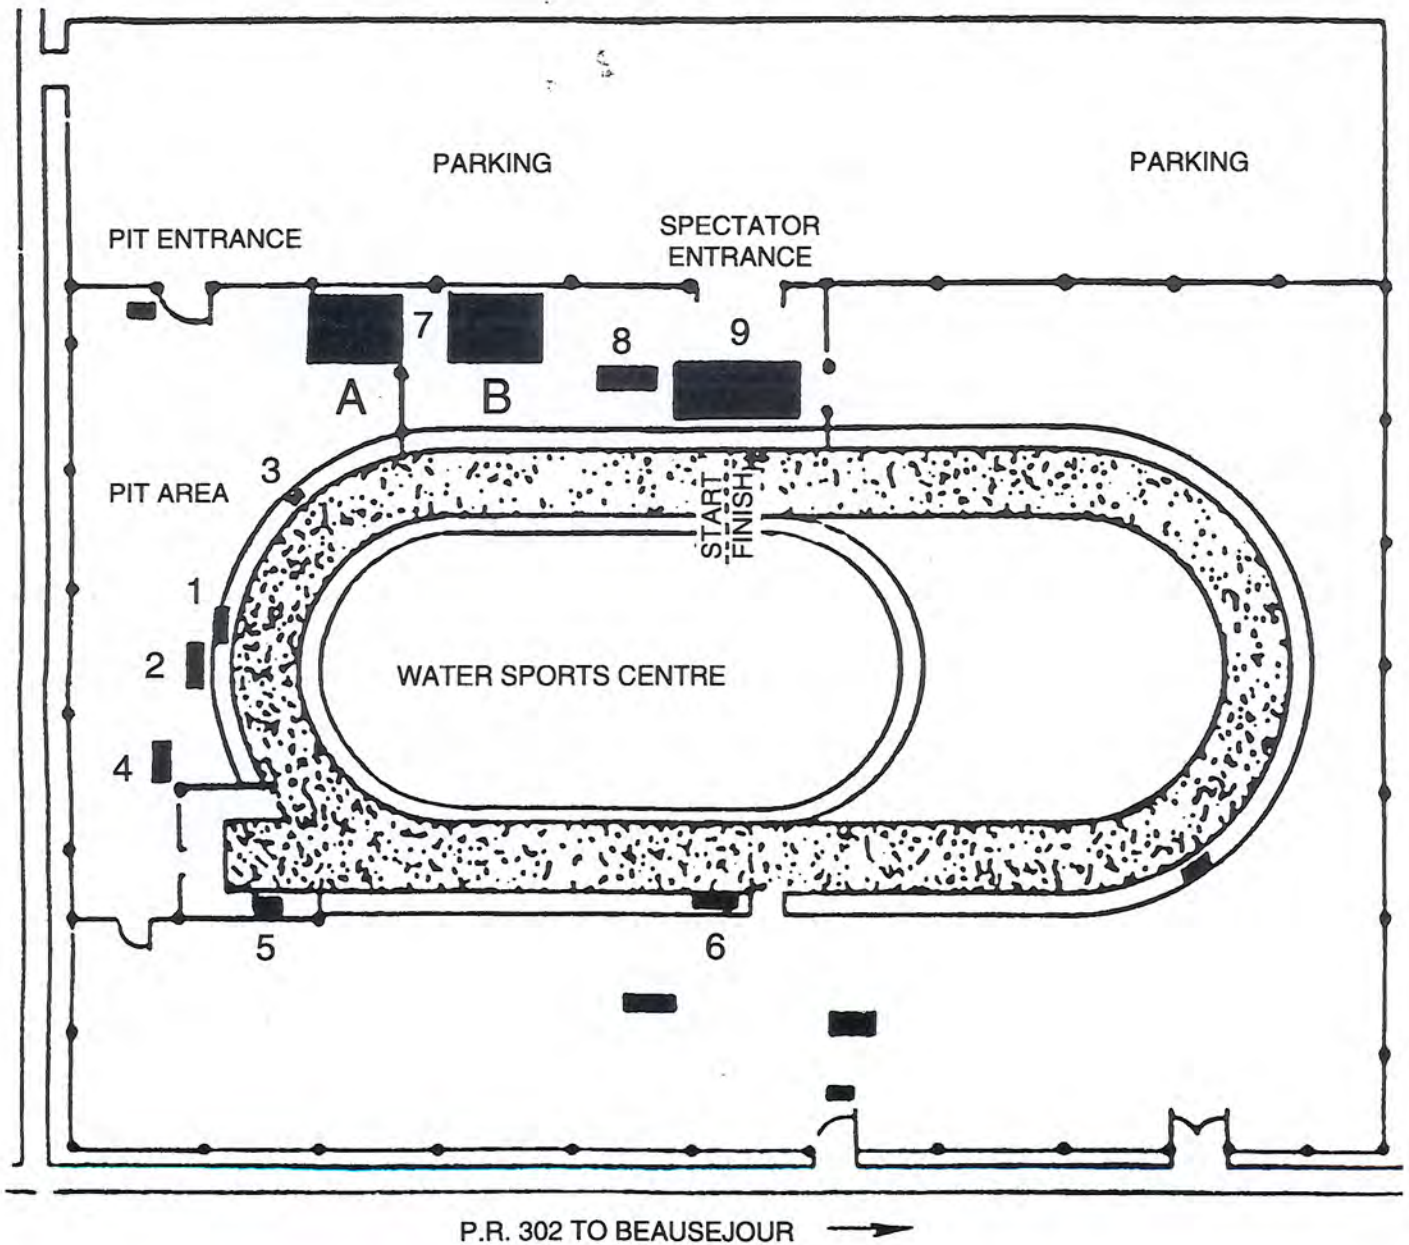 PARKING
PARKING
PIT ENTRANCE
SPECTATOR
ENTRANCE
7
8
9
A
B
3
PIT AREA
START
FINISH
1
2
WATER SPORTS CENTRE
4
5
6
P.R. 302 TO BEAUSEJOUR